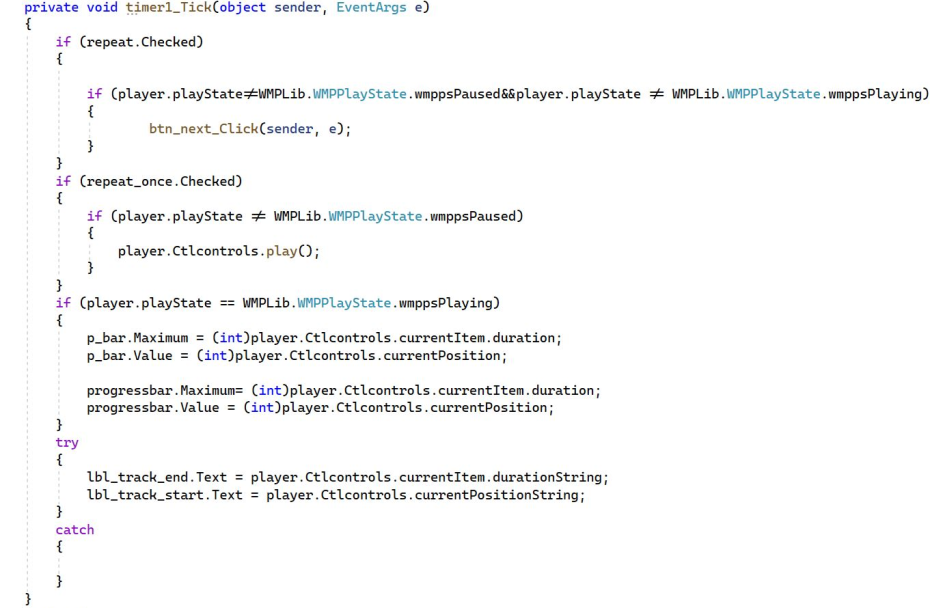 private void timer1_Tick(object sender, EventArgs e)
{
if (repeat.Checked)
{
if (player.playState≠WMPLib.WMPPlayState.wmppsPaused&&player.playState ≠ WMPLib.WMPPlayState.wmppsPlaying)
{
btn_next_Click(sender, e);
}
}
if (repeat_once.Checked)
{
if (player.playState ≠ WMPLib.WMPPlayState.wmppsPaused)
{
player.Ctlcontrols.play();
}
}
if (player.playState == WMPLib.WMPPlayState.wmppsPlaying)
{
p_bar.Maximum = (int)player.Ctlcontrols.currentItem.duration;
p_bar.Value = (int)player.Ctlcontrols.currentPosition;
progressbar.Maximum= (int)player.Ctlcontrols.currentItem.duration;
progressbar.Value = (int)player.Ctlcontrols.currentPosition;
}
try
{
lbl_track_end.Text = player.Ctlcontrols.currentItem.durationString;
lbl_track_start.Text = player.Ctlcontrols.currentPositionString;
}
catch
{
}
}